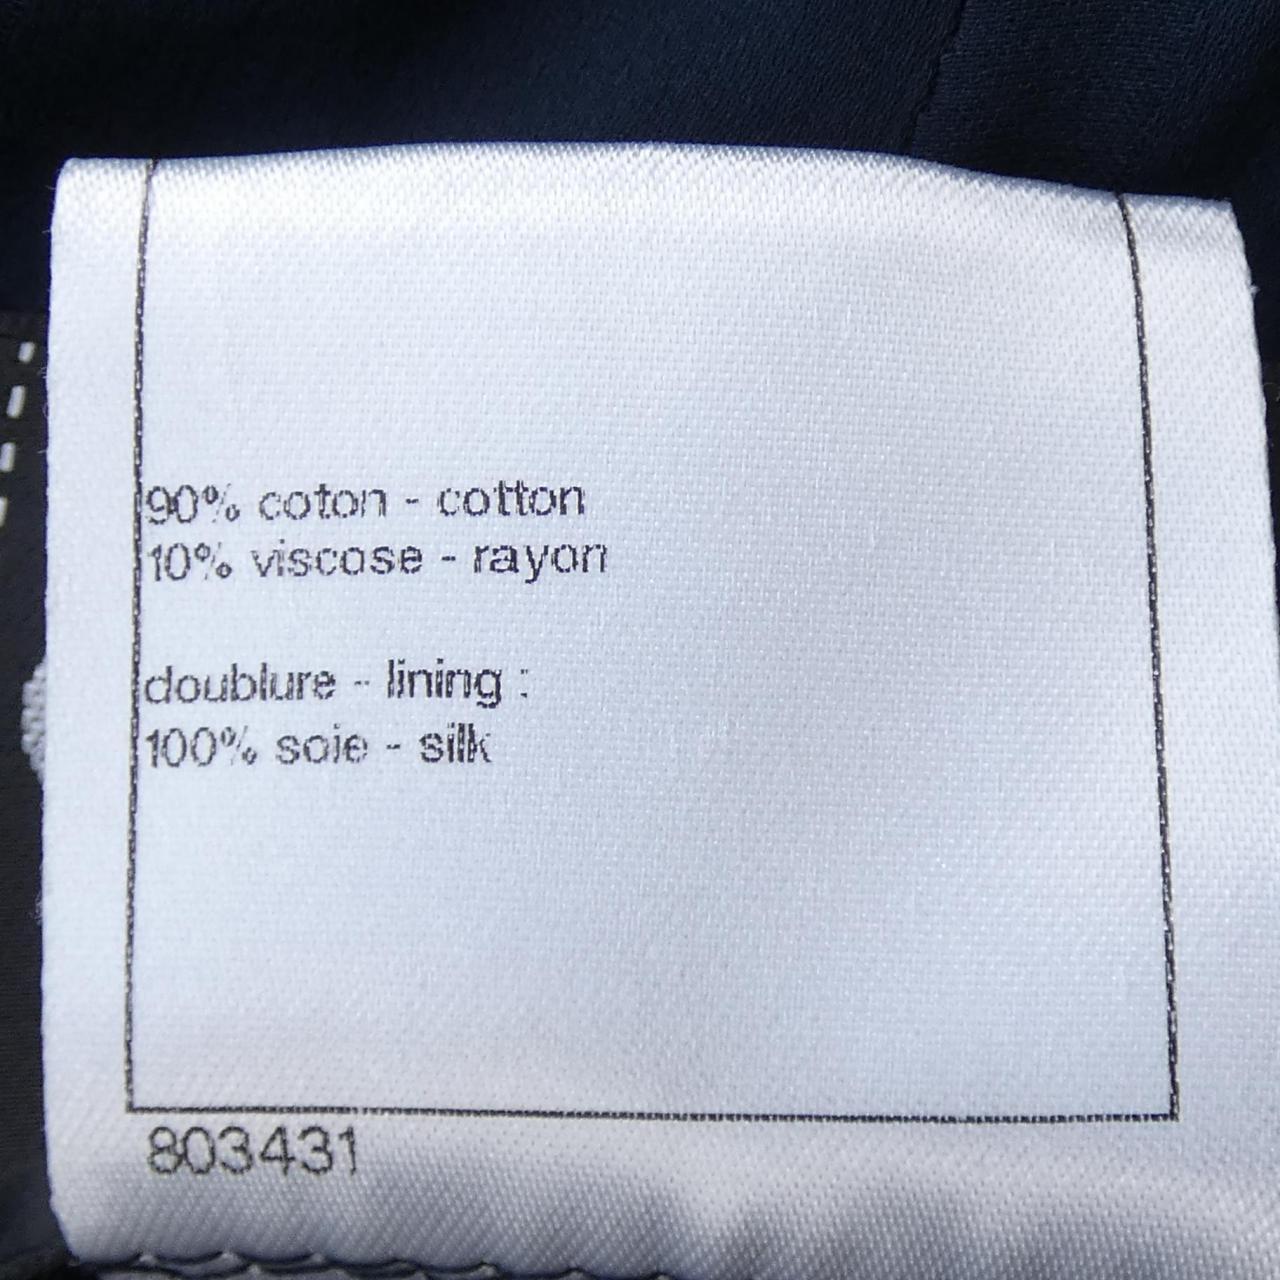 90% coton - cotton
10% viscose - rayon
doublure - lining :
100% soie - silk
803431